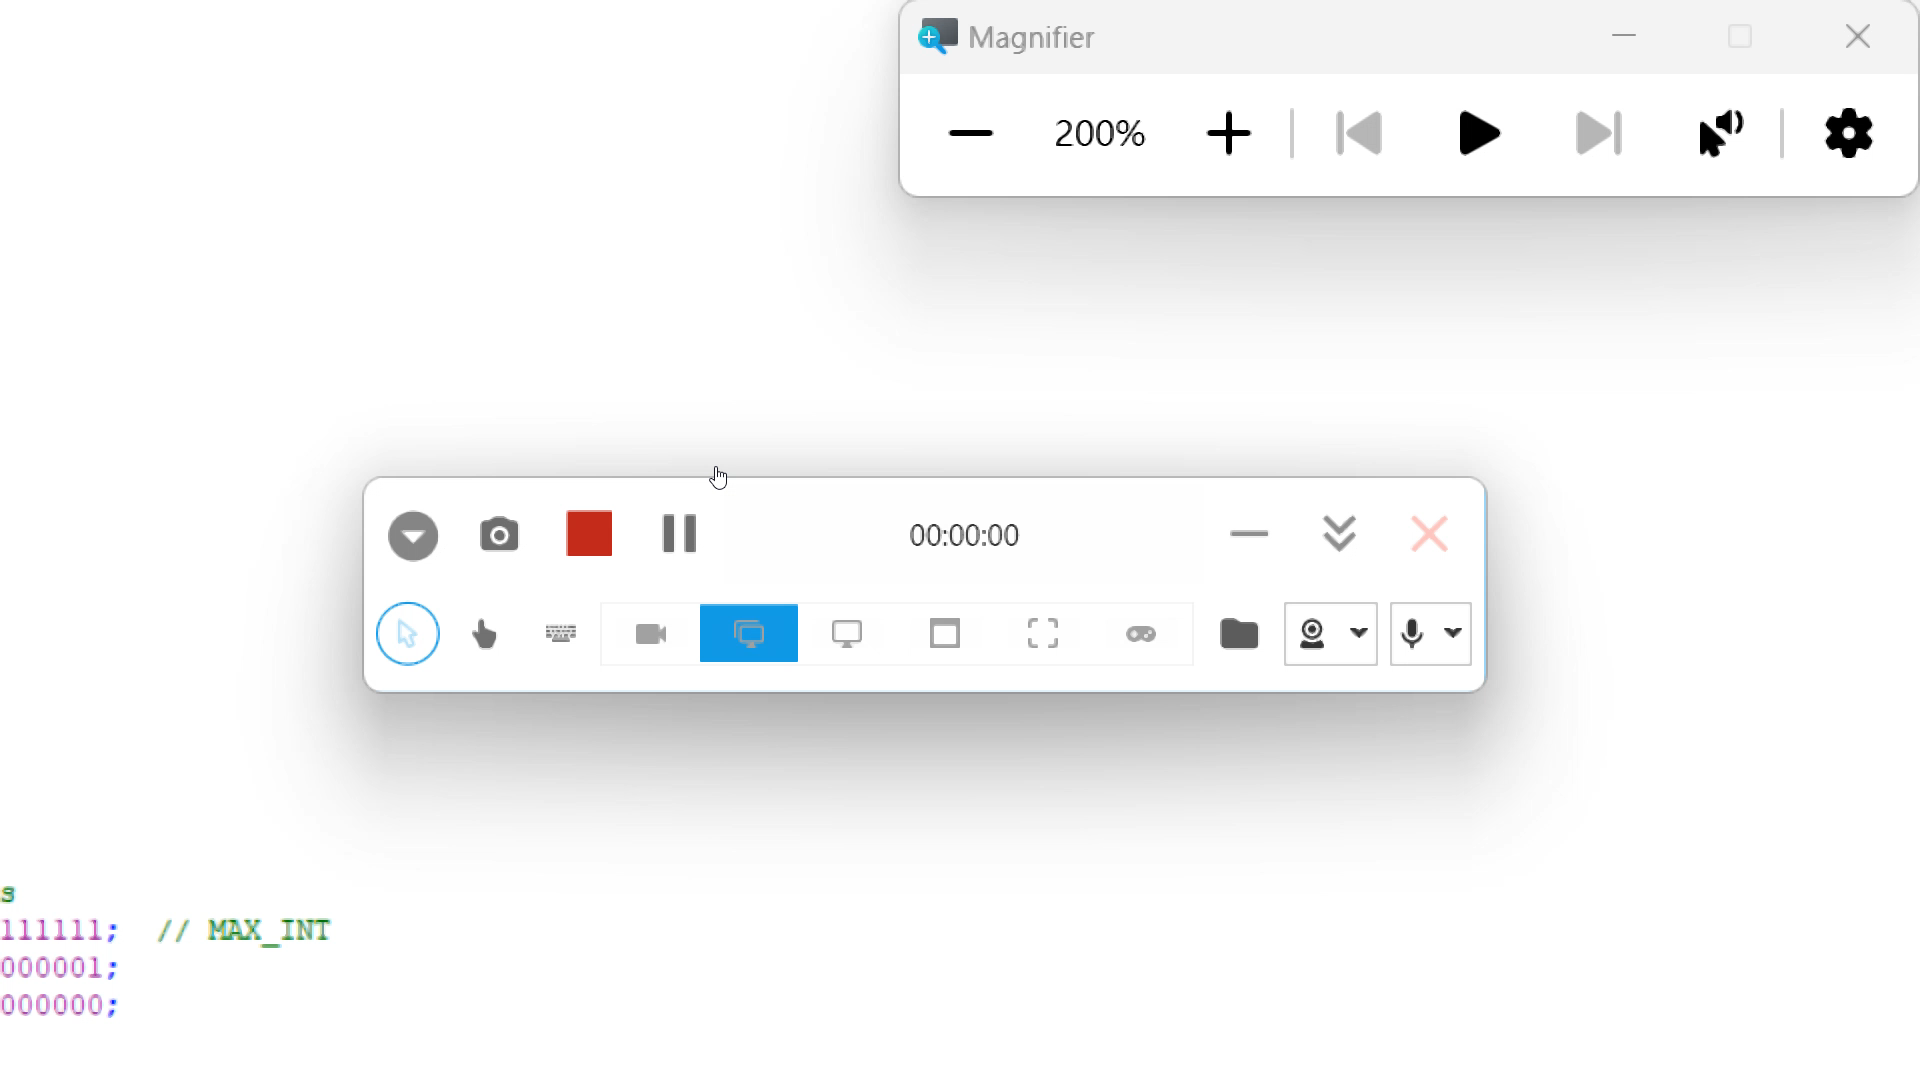 Magnifier
200%
00:00:00
s
111111;  // MAX_INT
000001;
000000;